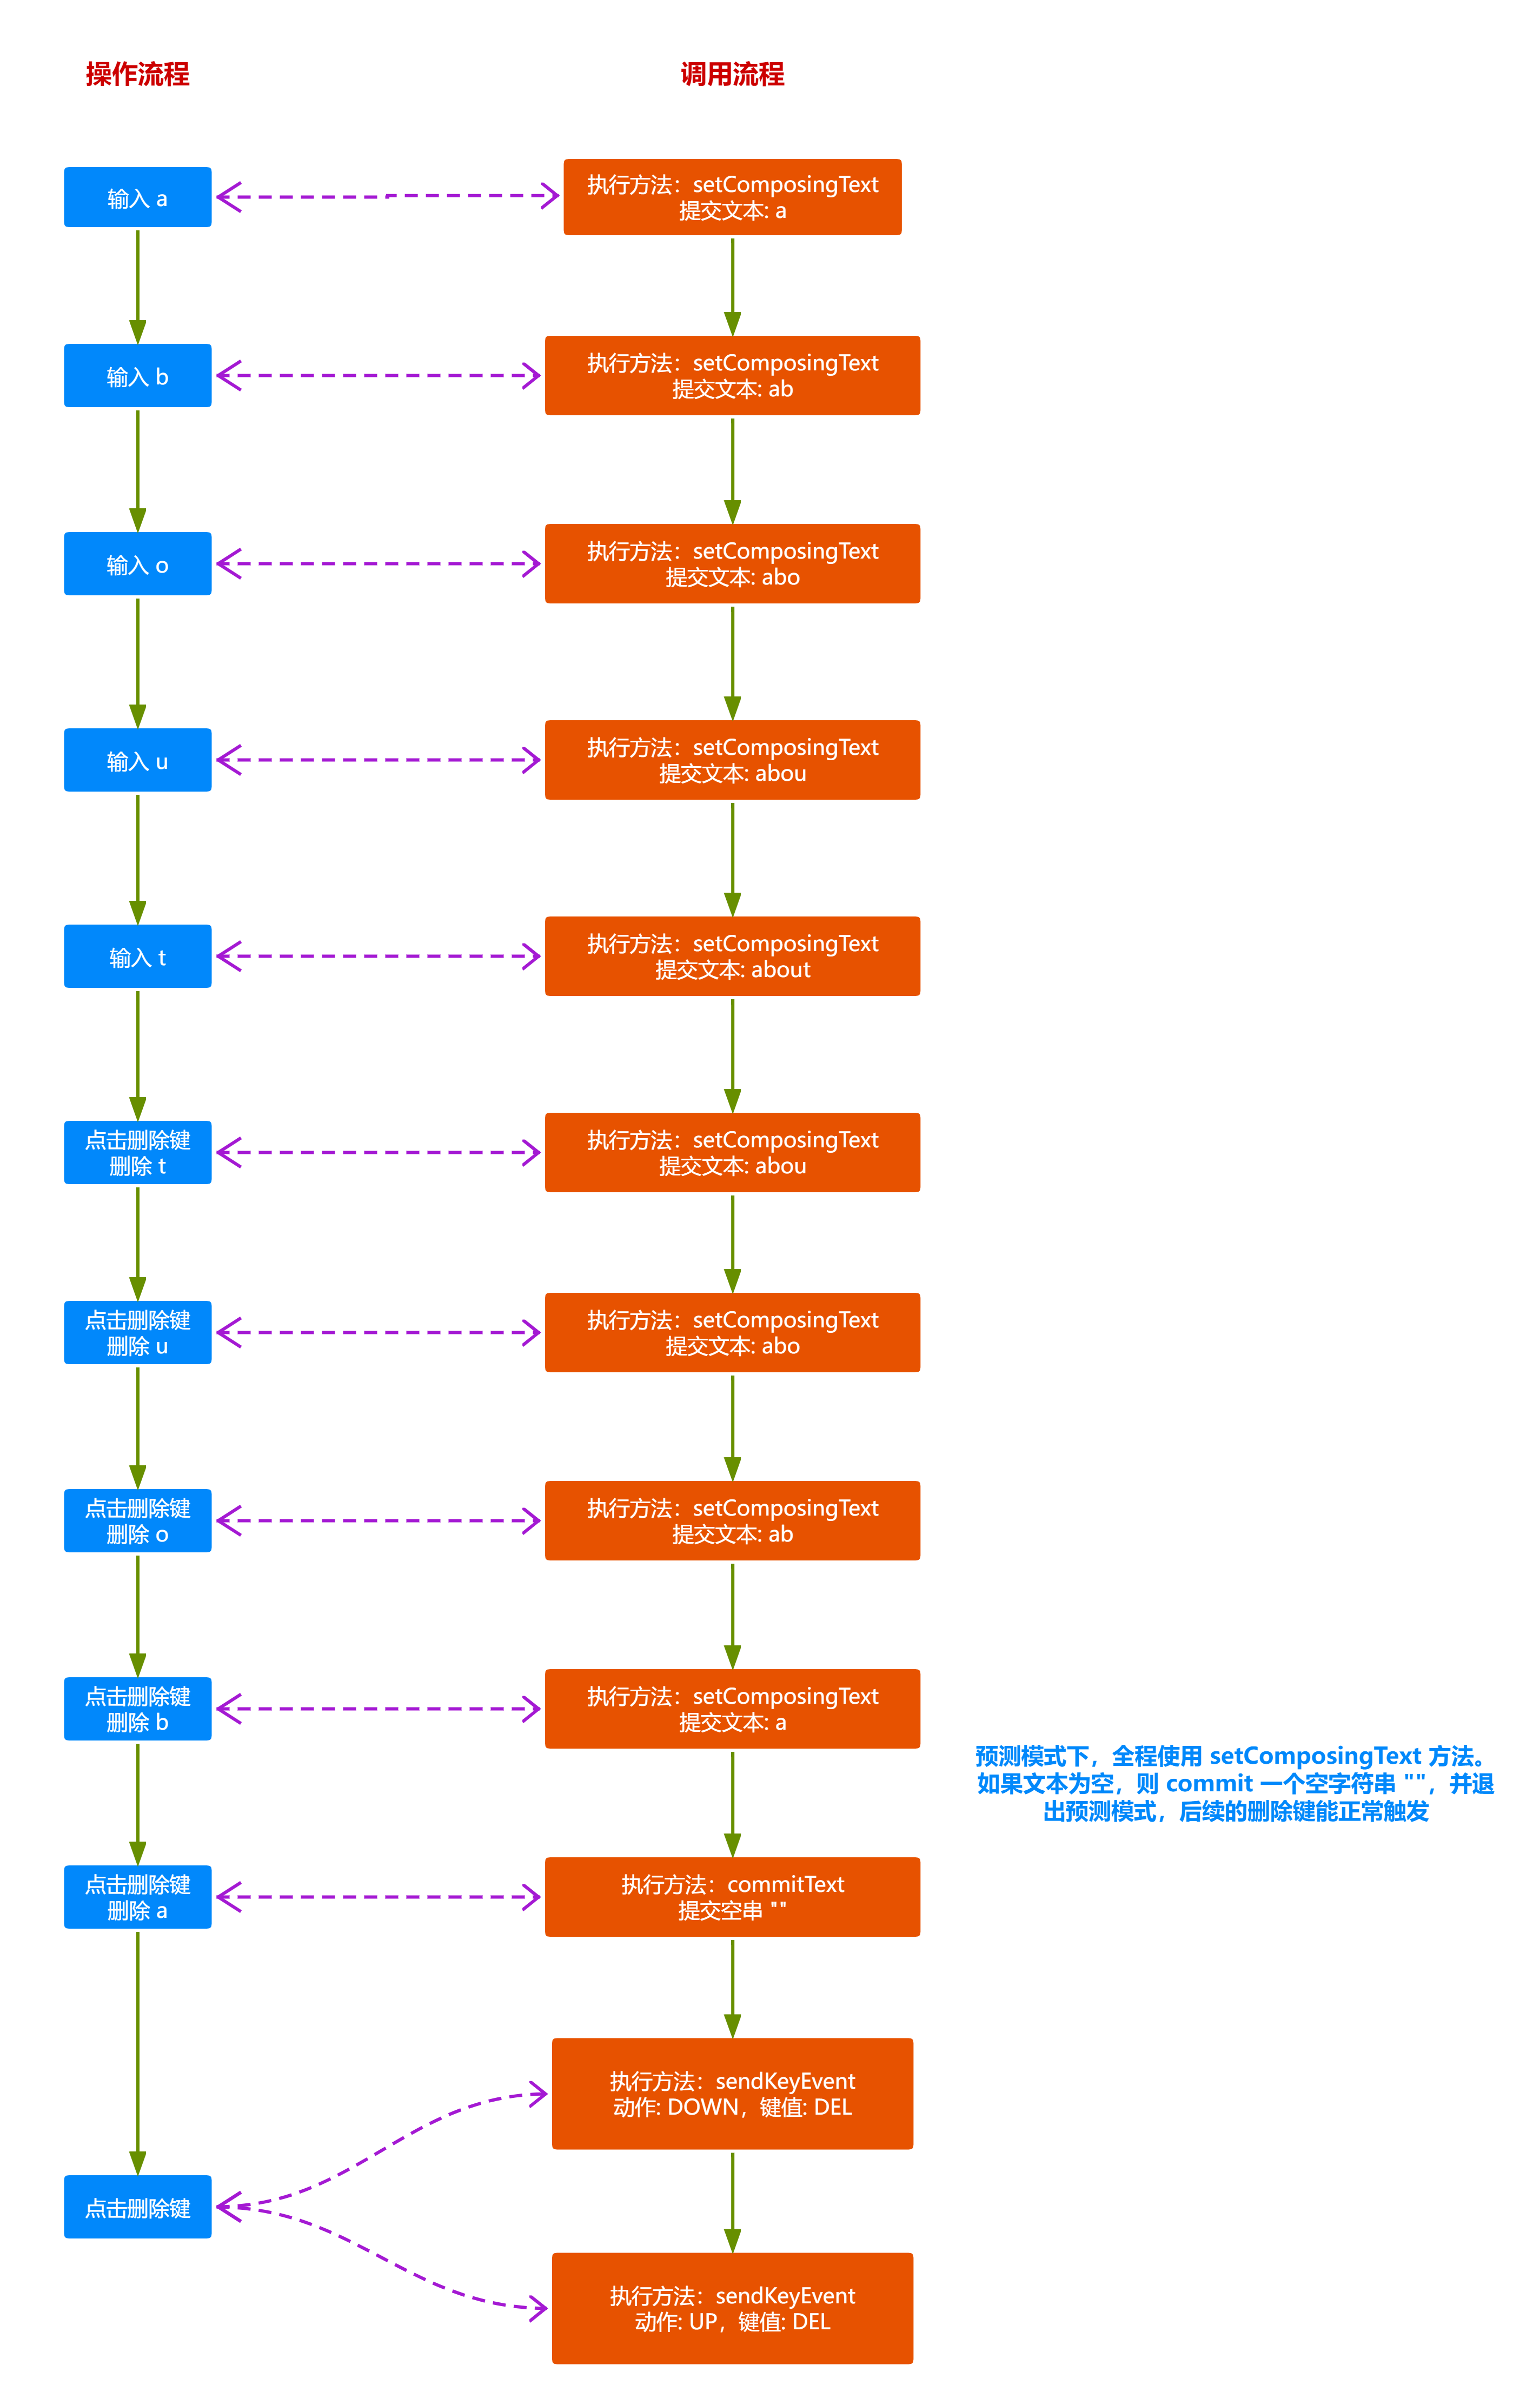 操作流程
调用流程
输入 a
执行方法：setComposingText
提交文本: a
输入 b
执行方法：setComposingText
提交文本: ab
输入 o
执行方法：setComposingText
提交文本: abo
输入 u
执行方法：setComposingText
提交文本: abou
输入 t
执行方法：setComposingText
提交文本: about
点击删除键
删除 t
执行方法：setComposingText
提交文本: abou
点击删除键
删除 u
执行方法：setComposingText
提交文本: abo
点击删除键
删除 o
执行方法：setComposingText
提交文本: ab
点击删除键
删除 b
执行方法：setComposingText
提交文本: a
预测模式下，全程使用 setComposingText 方法。
如果文本为空，则 commit 一个空字符串 ""，并退
出预测模式，后续的删除键能正常触发
点击删除键
删除 a
执行方法：commitText
提交空串 ""
执行方法：sendKeyEvent
动作: DOWN，键值: DEL
点击删除键
执行方法：sendKeyEvent
动作: UP，键值: DEL